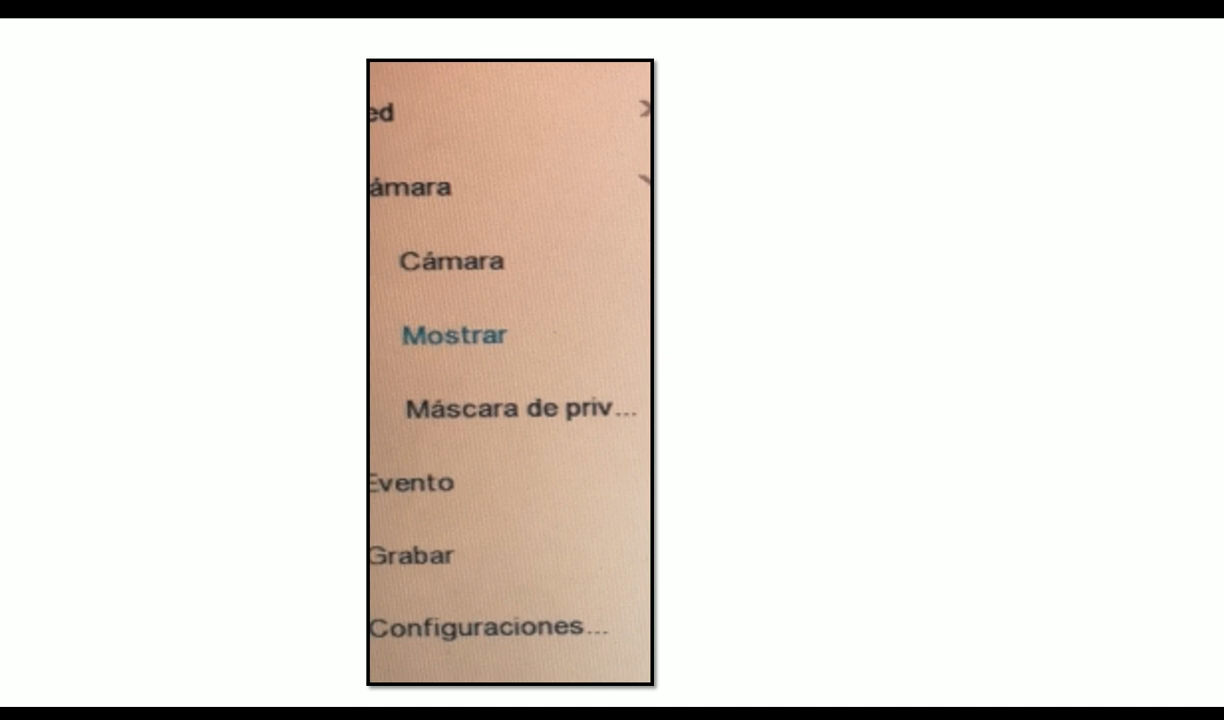 ed
ámara
Cámara
Mostrar
Máscara de priv...
Evento
Grabar
Configuraciones...